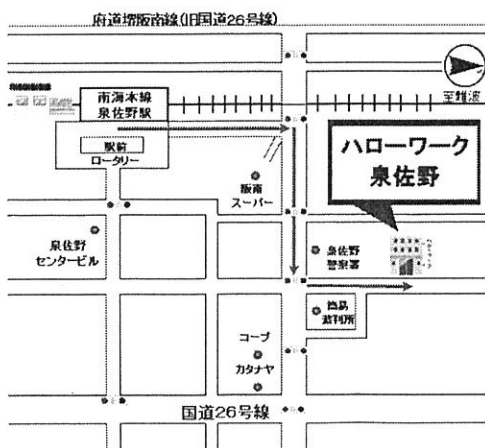 府道堺阪南線(旧国道26号線)
至難波
南海本線
泉佐野駅
駅前
ロータリー
ハローワーク
泉佐野
阪南
スーパー
泉佐野
センタービル
泉佐野
警察署
簡易
裁判所
コープ
カタナヤ
国道26号線